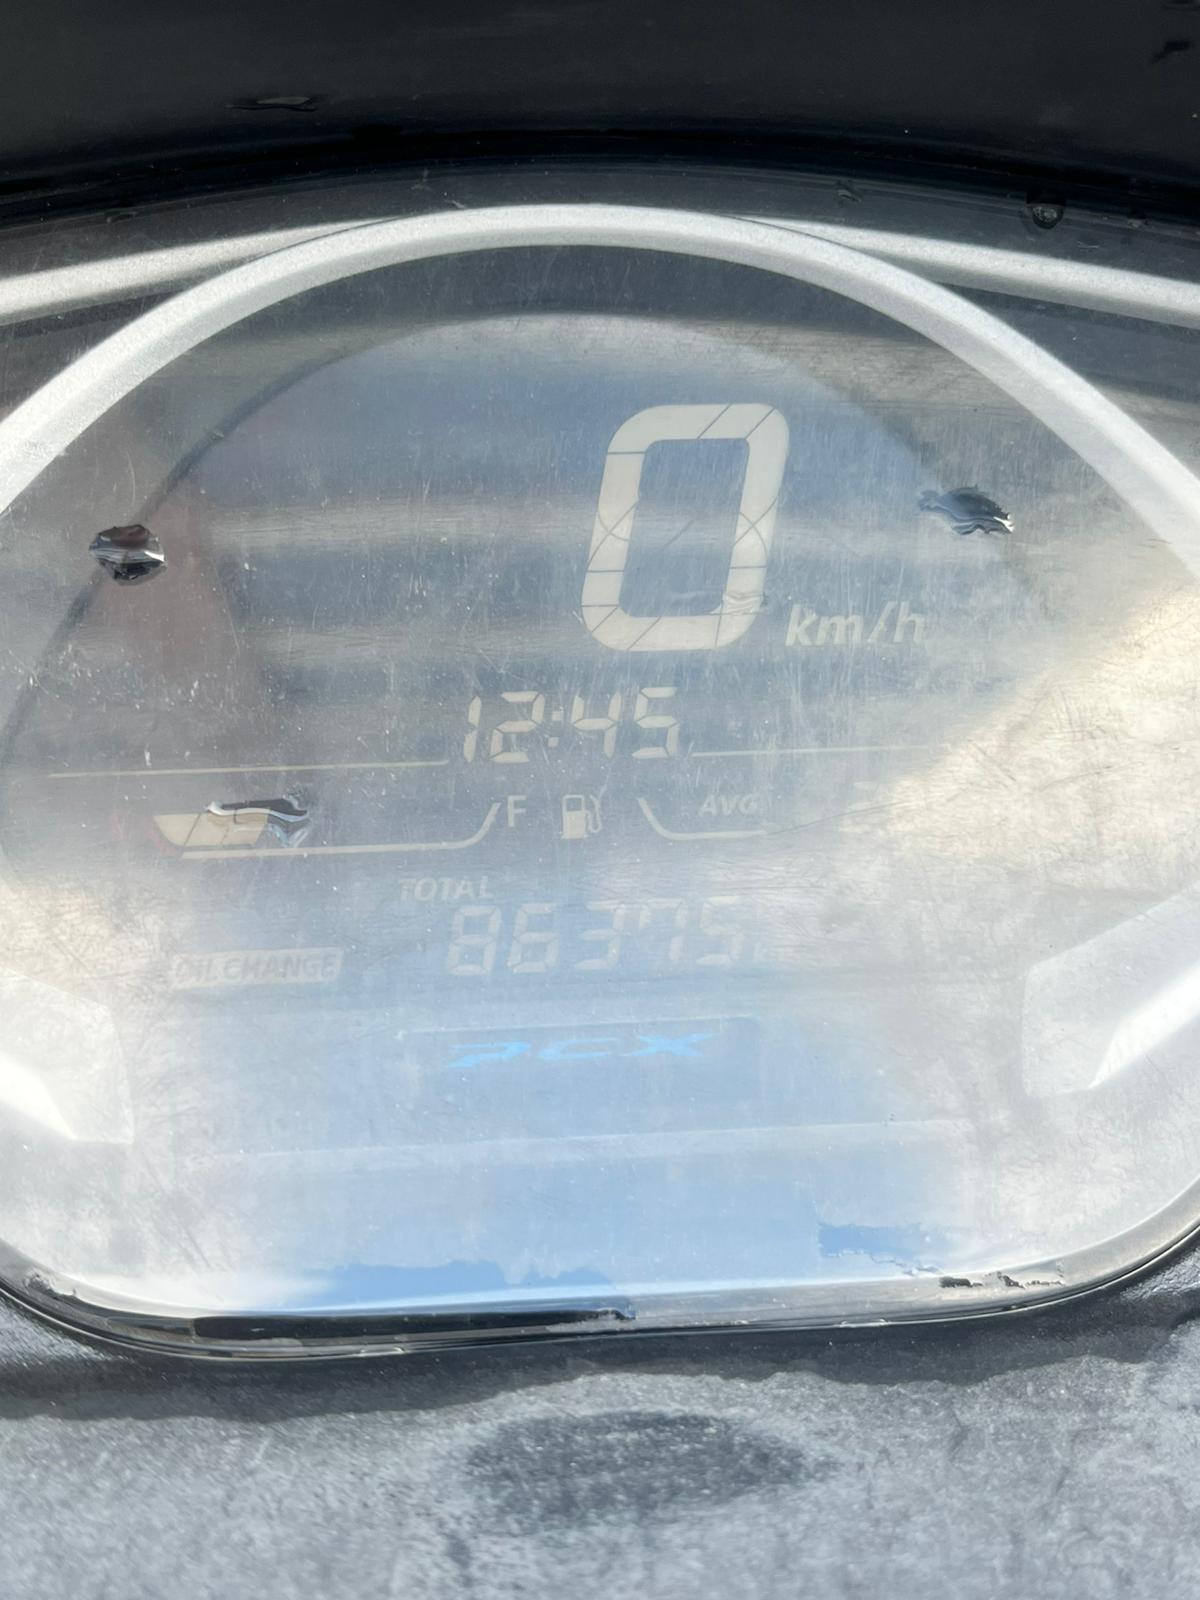 0
km/h
12:45
F
AVG
TOTAL
86375
OIL CHANGE
PCX